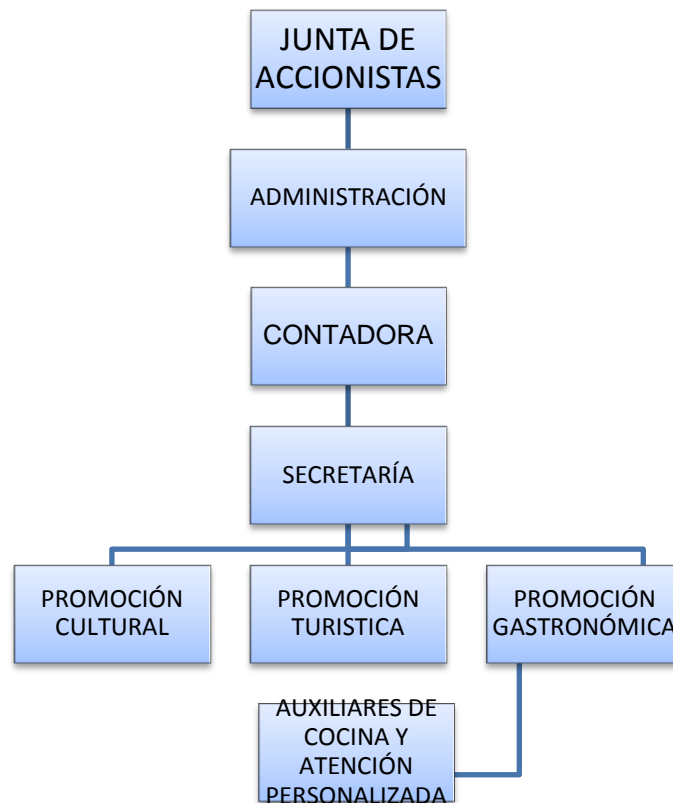 JUNTA DE
ACCIONISTAS
ADMINISTRACIÓN
CONTADORA
SECRETARÍA
PROMOCIÓN
CULTURAL
PROMOCIÓN
TURISTICA
PROMOCIÓN
GASTRONÓMICA
AUXILIARES DE
COCINA Y
ATENCIÓN
PERSONALIZADA